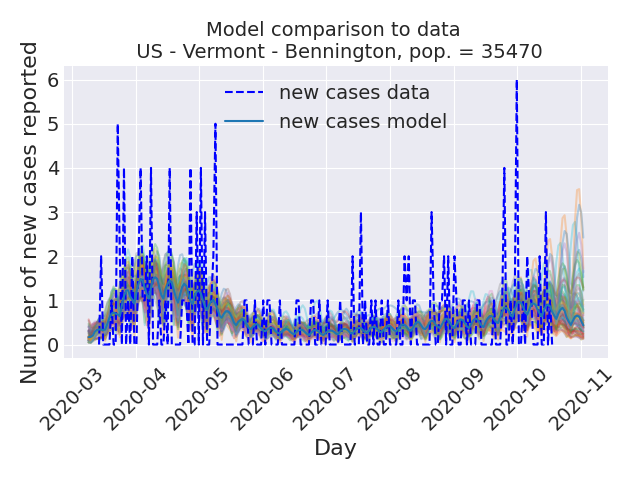 Model comparison to data
US - Vermont - Bennington, pop. = 35470
new cases data
new cases model
Number of new cases reported
6
5
4
3
2
1
0
2020-03
2020-04
2020-05
2020-06
2020-07
2020-08
2020-09
2020-10
2020-11
Day